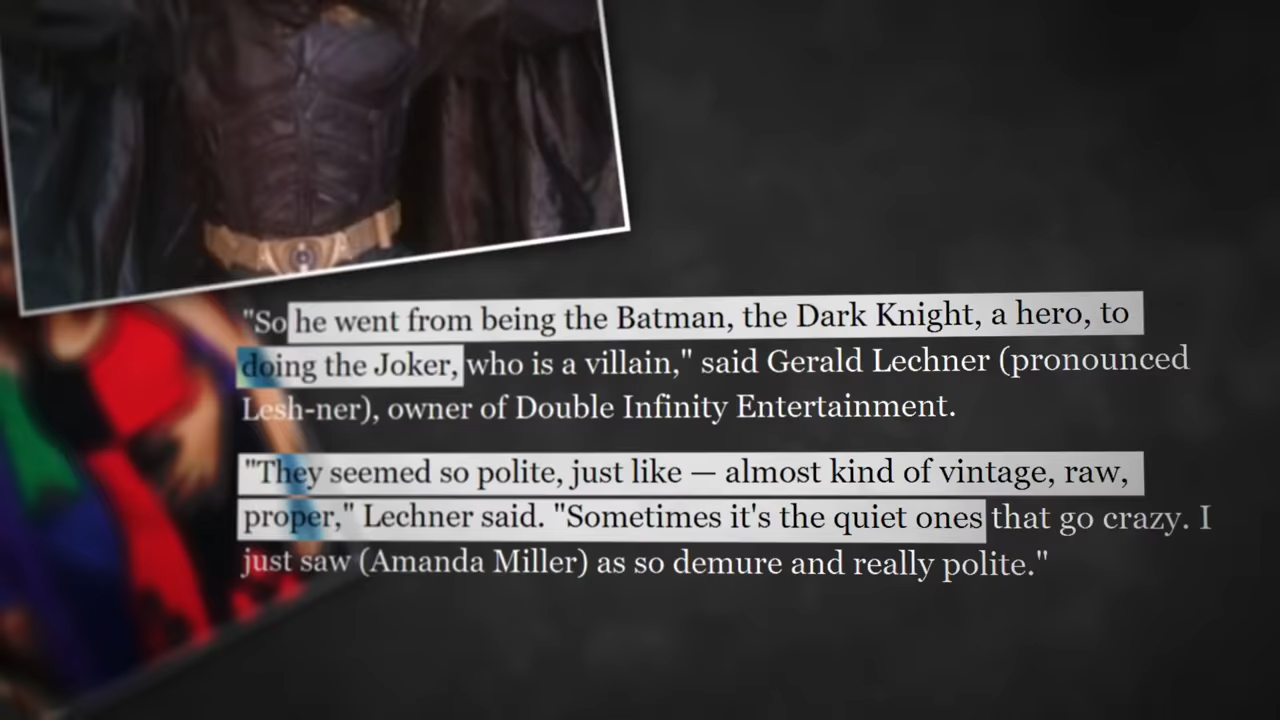 "So he went from being the Batman, the Dark Knight, a hero, to
doing the Joker, who is a villain," said Gerald Lechner (pronounced
Lesh-ner), owner of Double Infinity Entertainment.
"They seemed so polite, just like — almost kind of vintage, raw,
proper," Lechner said. "Sometimes it's the quiet ones that go crazy. I
just saw (Amanda Miller) as so demure and really polite."